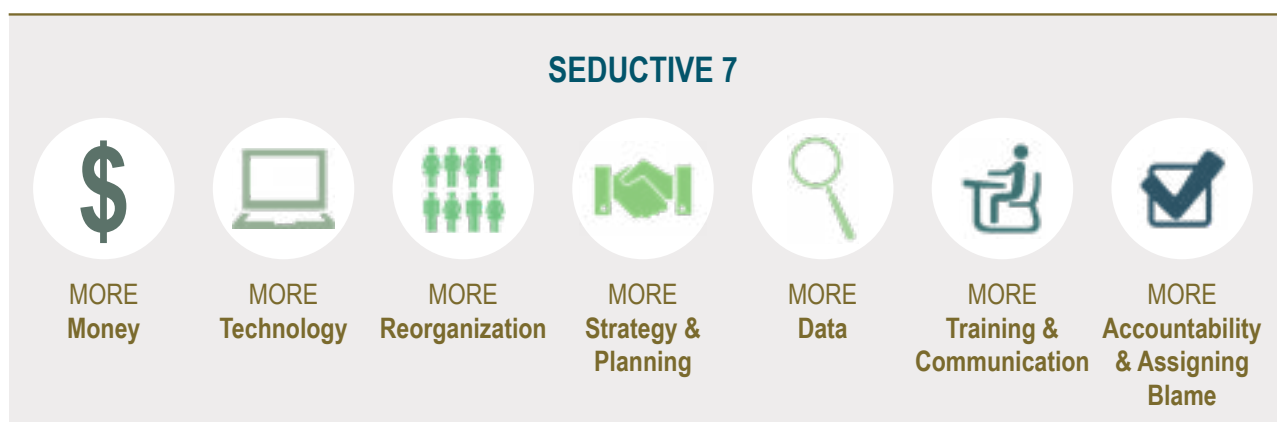 SEDUCTIVE 7
$
MORE
Money
MORE
Technology
MORE
Reorganization
MORE
Strategy &
Planning
MORE
Data
MORE
Training &
Communication
MORE
Accountability
& Assigning
Blame